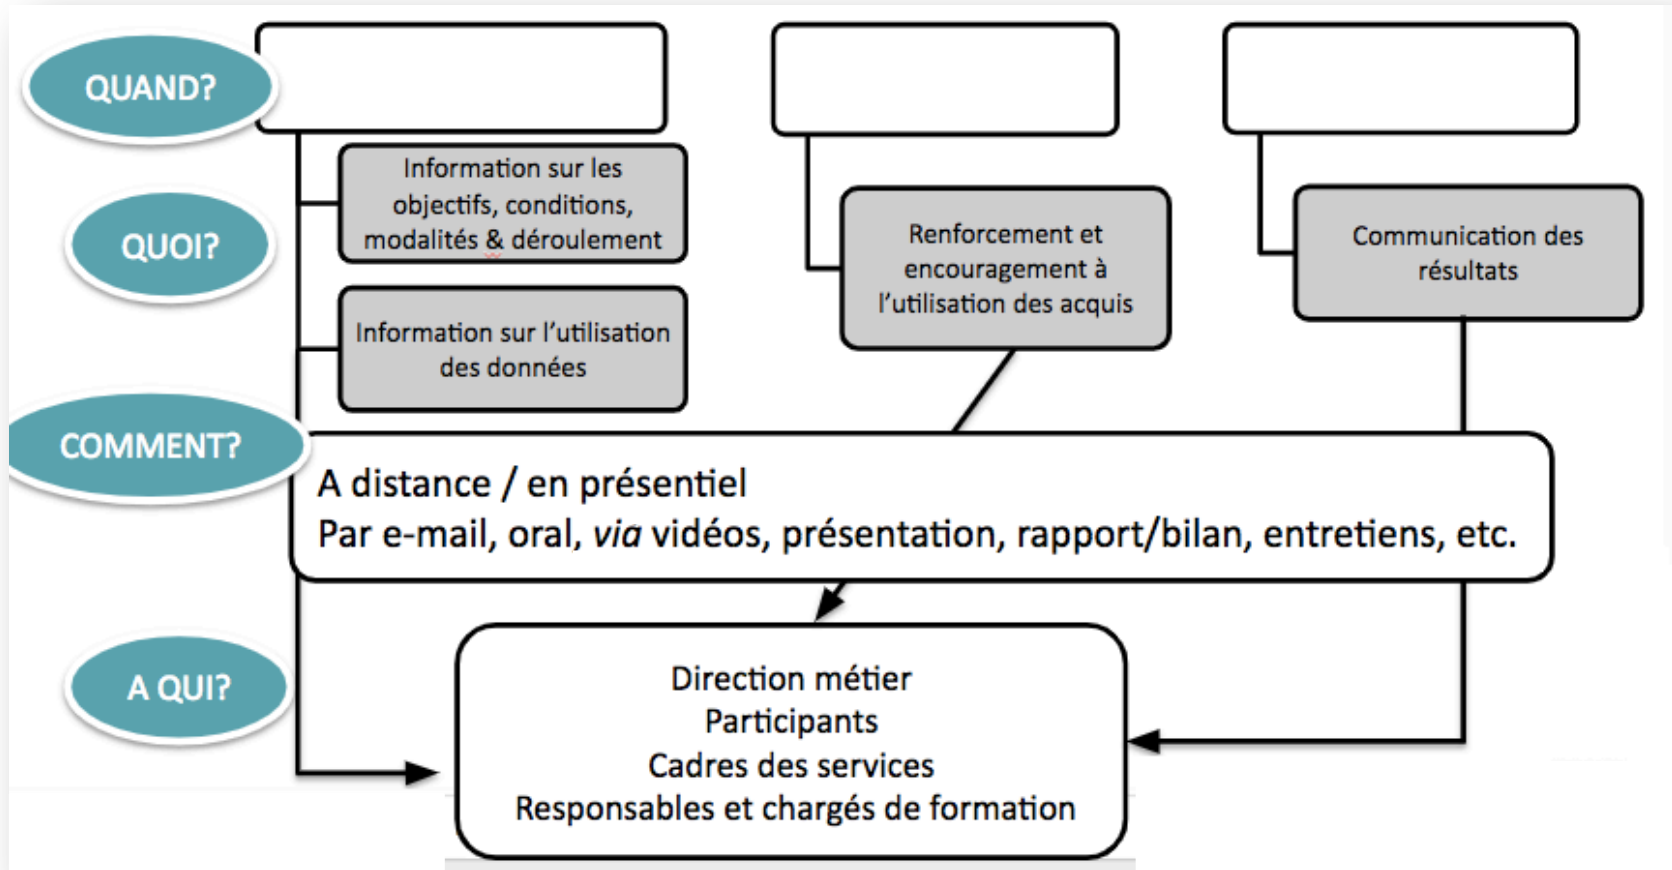 QUAND?
Information sur les
objectifs, conditions,
modalités & déroulement
QUOI?
Renforcement et
encouragement à
l’utilisation des acquis
Communication des
résultats
Information sur l’utilisation
des données
COMMENT?
A distance / en présentiel
Par e-mail, oral, via vidéos, présentation, rapport/bilan, entretiens, etc.
A QUI?
Direction métier
Participants
Cadres des services
Responsables et chargés de formation